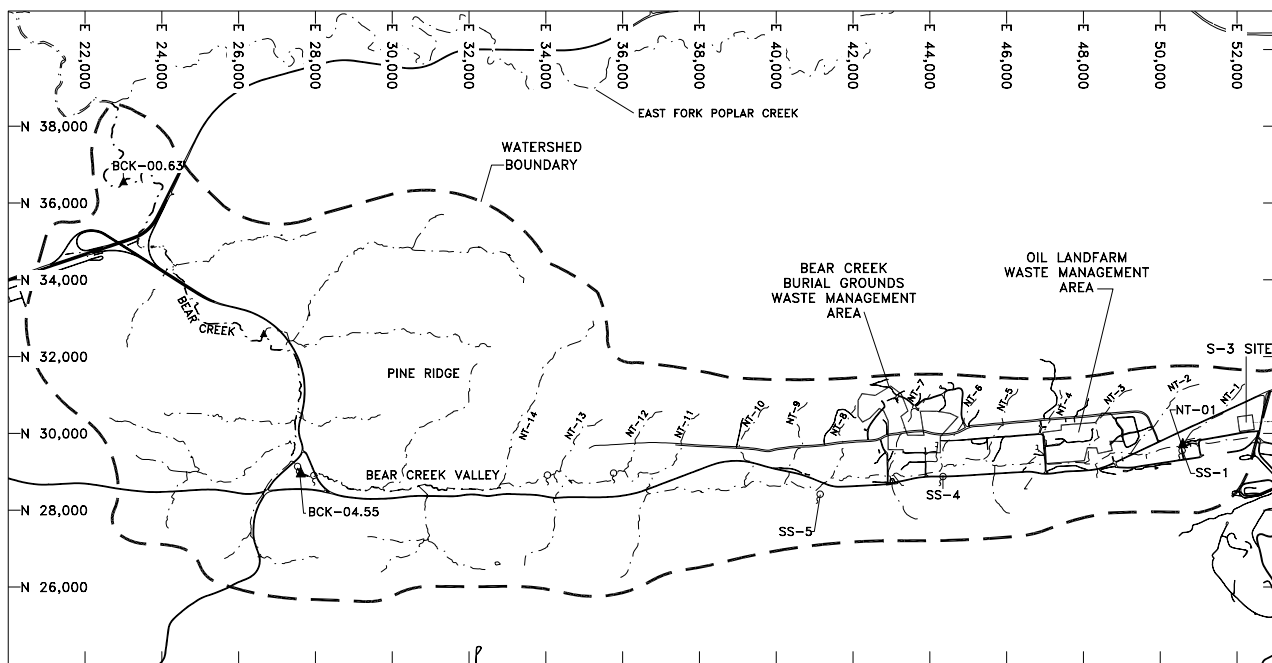 E 22,000
E 24,000
E 26,000
E 28,000
E 30,000
E 32,000
E 34,000
E 36,000
E 38,000
E 40,000
E 42,000
E 44,000
E 46,000
E 48,000
E 50,000
E 52,000
N 38,000
EAST FORK POPLAR CREEK
WATERSHED
BOUNDARY
BCK-00.63
N 36,000
N 34,000
BEAR CREEK
BURIAL GROUNDS
WASTE MANAGEMENT
AREA
OIL LANDFARM
WASTE MANAGEMENT
AREA
BEAR CREEK
N 32,000
S-3 SITE
PINE RIDGE
NT-14
NT-13
NT-12
NT-11
NT-10
NT-9
NT-8
NT-7
NT-6
NT-5
NT-4
NT-3
NT-2
NT-1
NT-01
N 30,000
BEAR CREEK VALLEY
SS-1
SS-4
N 28,000
BCK-04.55
SS-5
N 26,000